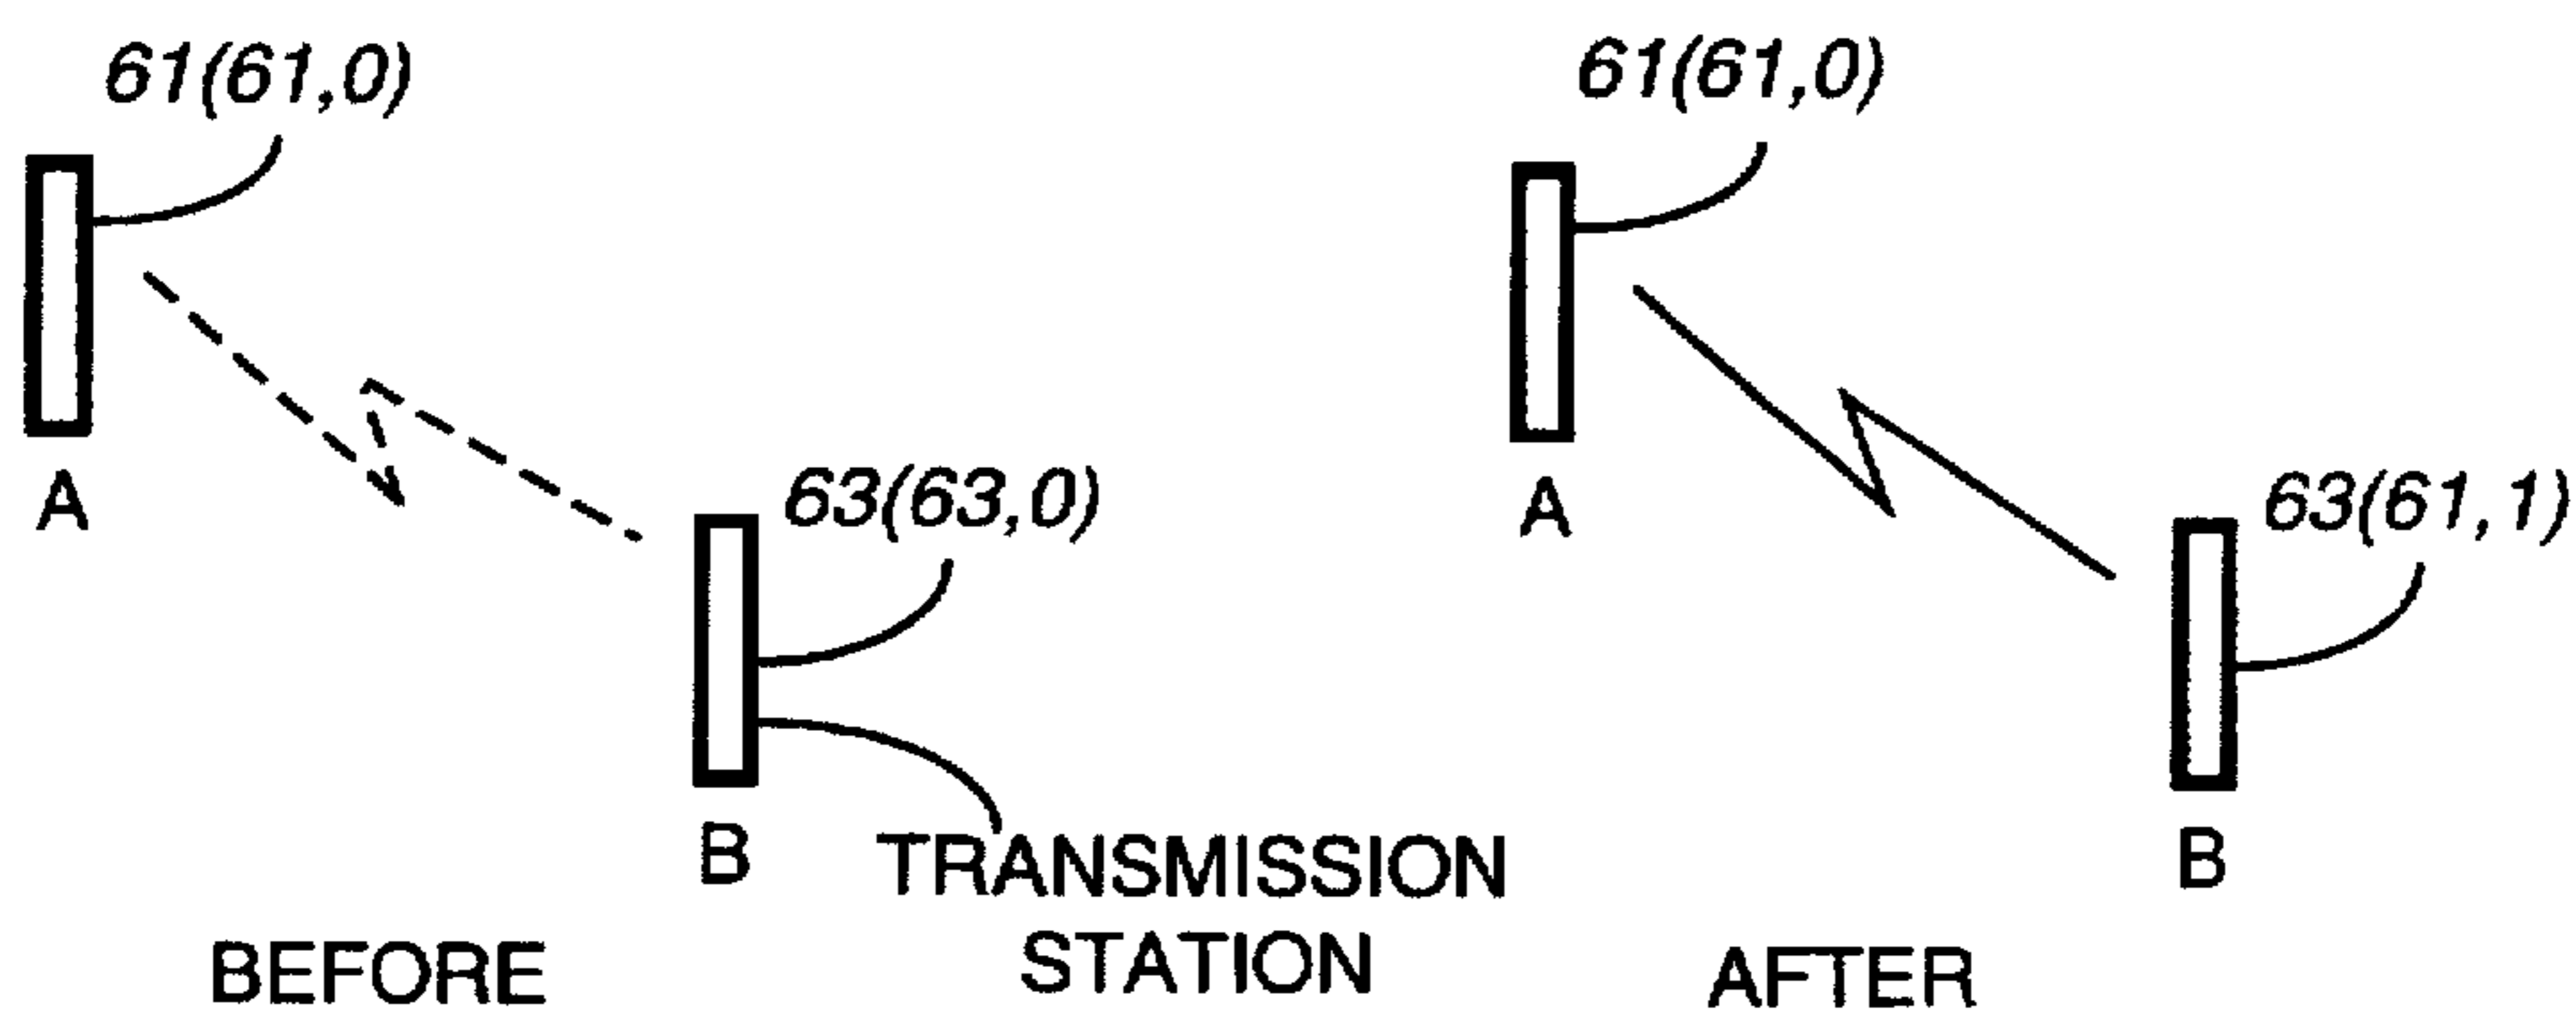 61(61,0)
A
63(63,0)
B
TRANSMISSION
STATION
BEFORE
61(61,0)
A
63(61,1)
B
AFTER